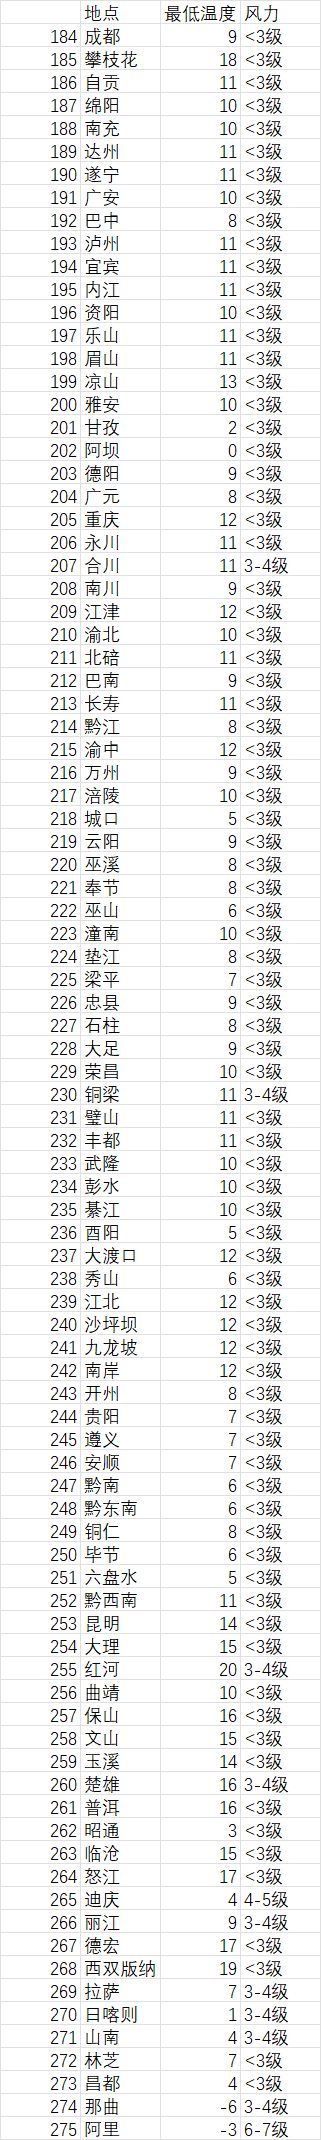 地点 最低温度 风力
184 成都 9 <3级
185 攀枝花 18 <3级
186 自贡 11 <3级
187 绵阳 10 <3级
188 南充 10 <3级
189 达州 11 <3级
190 遂宁 11 <3级
191 广安 10 <3级
192 巴中 8 <3级
193 泸州 11 <3级
194 宜宾 11 <3级
195 内江 11 <3级
196 资阳 10 <3级
197 乐山 11 <3级
198 眉山 11 <3级
199 凉山 13 <3级
200 雅安 10 <3级
201 甘孜 2 <3级
202 阿坝 0 <3级
203 德阳 9 <3级
204 广元 8 <3级
205 重庆 12 <3级
206 永川 11 <3级
207 合川 11 3-4级
208 南川 9 <3级
209 江津 12 <3级
210 渝北 10 <3级
211 北碚 11 <3级
212 巴南 9 <3级
213 长寿 11 <3级
214 黔江 8 <3级
215 渝中 12 <3级
216 万州 9 <3级
217 涪陵 10 <3级
218 城口 5 <3级
219 云阳 9 <3级
220 巫溪 8 <3级
221 奉节 8 <3级
222 巫山 6 <3级
223 潼南 10 <3级
224 垫江 8 <3级
225 梁平 7 <3级
226 忠县 9 <3级
227 石柱 8 <3级
228 大足 9 <3级
229 荣昌 10 <3级
230 铜梁 11 3-4级
231 璧山 11 <3级
232 丰都 11 <3级
233 武隆 10 <3级
234 彭水 10 <3级
235 綦江 10 <3级
236 酉阳 5 <3级
237 大渡口 12 <3级
238 秀山 6 <3级
239 江北 12 <3级
240 沙坪坝 12 <3级
241 九龙坡 12 <3级
242 南岸 12 <3级
243 开州 8 <3级
244 贵阳 7 <3级
245 遵义 7 <3级
246 安顺 7 <3级
247 黔南 6 <3级
248 黔东南 6 <3级
249 铜仁 8 <3级
250 毕节 6 <3级
251 六盘水 5 <3级
252 黔西南 11 <3级
253 昆明 14 <3级
254 大理 15 <3级
255 红河 20 3-4级
256 曲靖 10 <3级
257 保山 16 <3级
258 文山 15 <3级
259 玉溪 14 <3级
260 楚雄 16 3-4级
261 普洱 16 <3级
262 昭通 3 <3级
263 临沧 15 <3级
264 怒江 17 <3级
265 迪庆 4 4-5级
266 丽江 9 3-4级
267 德宏 17 <3级
268 西双版纳 19 <3级
269 拉萨 7 3-4级
270 日喀则 1 3-4级
271 山南 4 3-4级
272 林芝 7 <3级
273 昌都 4 <3级
274 那曲 -6 3-4级
275 阿里 -3 6-7级